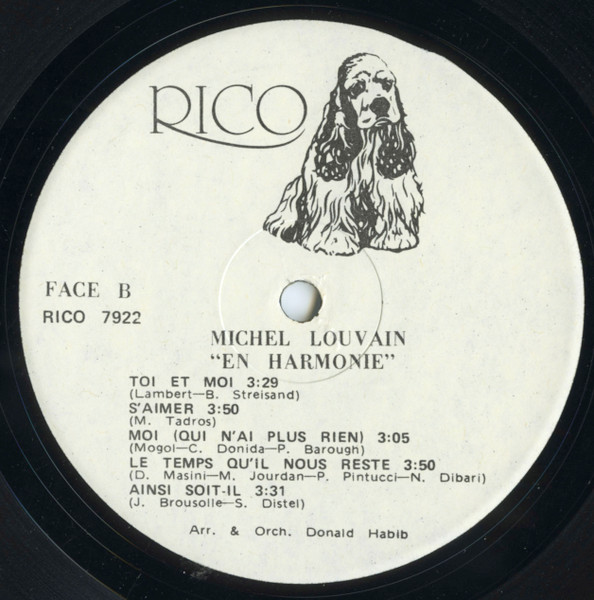 RICO
FACE B
RICO 7922
MICHEL LOUVAIN
"EN HARMONIE"
TOI ET MOI 3:29
(Lambert—B. Streisand)
S'AIMER 3:50
(M. Tadros)
MOI (QUI N'AI PLUS RIEN) 3:05
(Mogol—C. Donida—P. Barough)
LE TEMPS QU'IL NOUS RESTE 3:50
(D. Masini—M. Jourdan—P. Pintucci—N. Dibari)
AINSI SOIT-IL 3:31
(J. Brousolle—S. Distel)
Arr. & Orch. Donald Habib